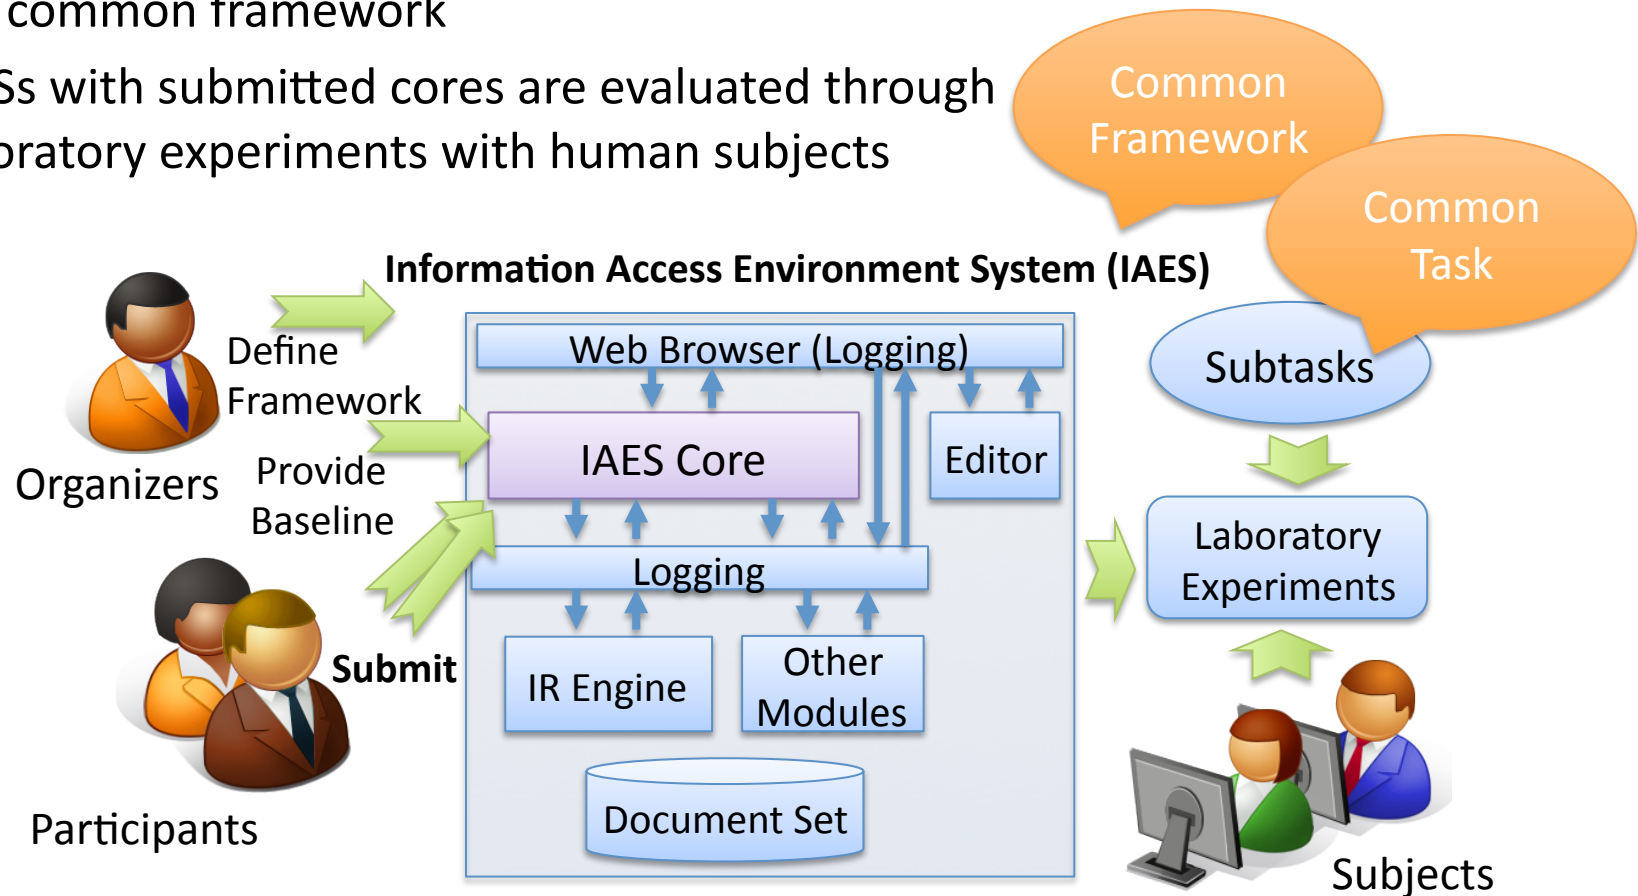 common framework
Ss with submitted cores are evaluated through
oratory experiments with human subjects
Common
Framework
Common
Task
Information Access Environment System (IAES)
Define
Framework
Organizers
Provide
Baseline
Submit
Participants
Web Browser (Logging)
IAES Core
Editor
Logging
IR Engine
Other
Modules
Document Set
Subtasks
Laboratory
Experiments
Subjects